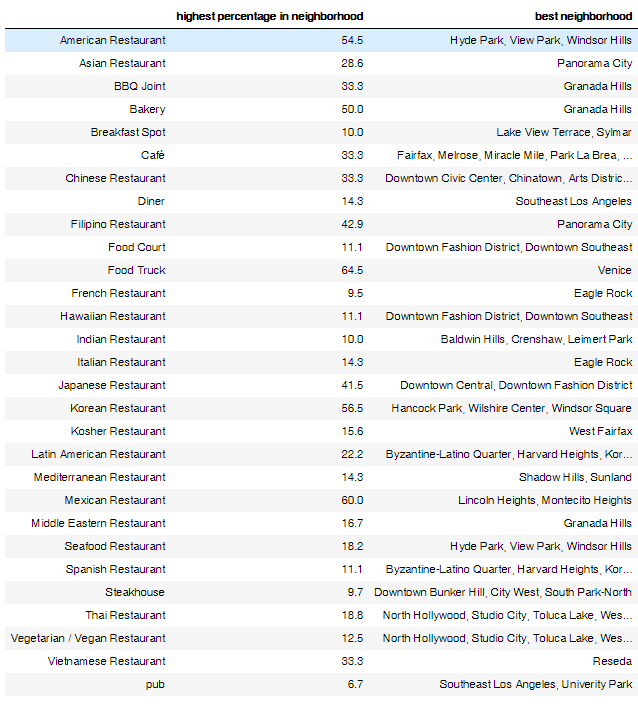 highest percentage in neighborhood best neighborhood
American Restaurant 54.5 Hyde Park, View Park, Windsor Hills
Asian Restaurant 28.6 Panorama City
BBQ Joint 33.3 Granada Hills
Bakery 50.0 Granada Hills
Breakfast Spot 10.0 Lake View Terrace, Sylmar
Café 33.3 Fairfax, Melrose, Miracle Mile, Park La Brea, ...
Chinese Restaurant 33.3 Downtown Civic Center, Chinatown, Arts Distric...
Diner 14.3 Southeast Los Angeles
Filipino Restaurant 42.9 Panorama City
Food Court 11.1 Downtown Fashion District, Downtown Southeast
Food Truck 64.5 Venice
French Restaurant 9.5 Eagle Rock
Hawaiian Restaurant 11.1 Downtown Fashion District, Downtown Southeast
Indian Restaurant 10.0 Baldwin Hills, Crenshaw, Leimert Park
Italian Restaurant 14.3 Eagle Rock
Japanese Restaurant 41.5 Downtown Central, Downtown Fashion District
Korean Restaurant 56.5 Hancock Park, Wilshire Center, Windsor Square
Kosher Restaurant 15.6 West Fairfax
Latin American Restaurant 22.2 Byzantine-Latino Quarter, Harvard Heights, Kor...
Mediterranean Restaurant 14.3 Shadow Hills, Sunland
Mexican Restaurant 60.0 Lincoln Heights, Montecito Heights
Middle Eastern Restaurant 16.7 Granada Hills
Seafood Restaurant 18.2 Hyde Park, View Park, Windsor Hills
Spanish Restaurant 11.1 Byzantine-Latino Quarter, Harvard Heights, Kor...
Steakhouse 9.7 Downtown Bunker Hill, City West, South Park-North
Thai Restaurant 18.8 North Hollywood, Studio City, Toluca Lake, Wes...
Vegetarian / Vegan Restaurant 12.5 North Hollywood, Studio City, Toluca Lake, Wes...
Vietnamese Restaurant 33.3 Reseda
pub 6.7 Southeast Los Angeles, Univerity Park